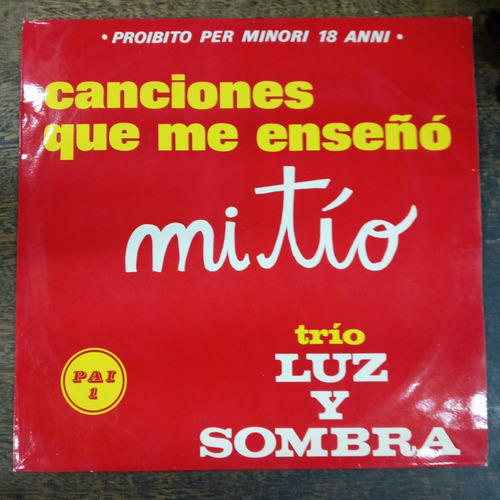 • PROIBITO PER MINORI 18 ANNI •
canciones
que me enseñó
mi tío
trío
LUZ
Y
SOMBRA
PAI
1